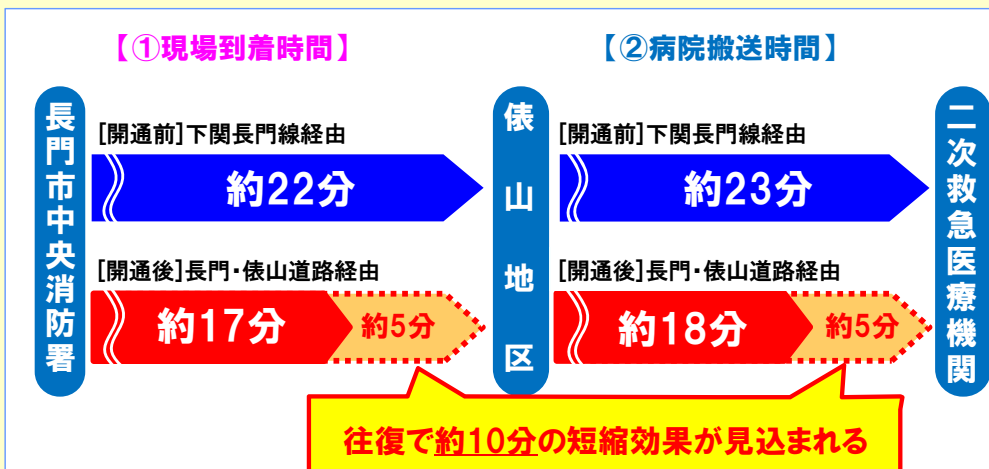 【①現場到着時間】
【②病院搬送時間】
長門市中央消防署
[開通前]下関長門線経由
約22分
[開通後]長門・俵山道路経由
約17分
約5分
俵山地区
[開通前]下関長門線経由
約23分
[開通後]長門・俵山道路経由
約18分
約5分
二次救急医療機関
往復で約10分の短縮効果が見込まれる